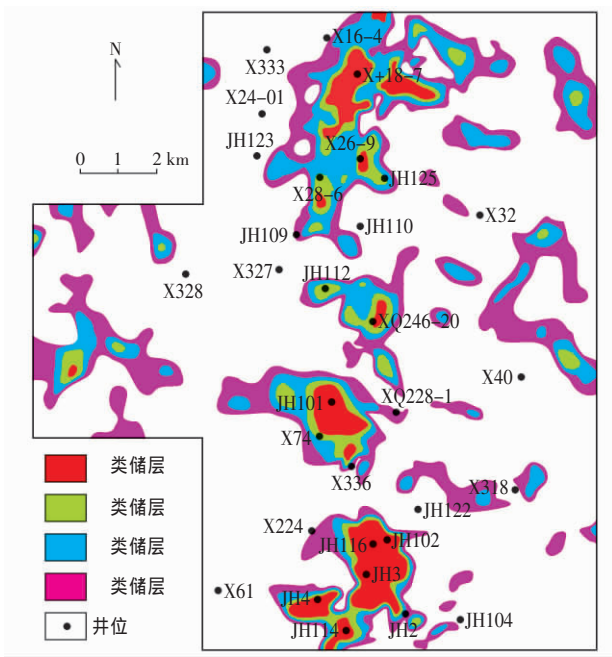 X16-4
X333
N
X+18-7
X24-01
JH123
X26-9
0 1 2 km
JH125
X28-6
X32
JH110
JH109
X327
JH112
X328
XQ246-20
X40
XQ228-1
JH101
X74
类储层
X336
X318
类储层
JH122
X224
JH102
JH116
类储层
JH3
类储层
X61
JH4
JH2
JH104
井位
JH114